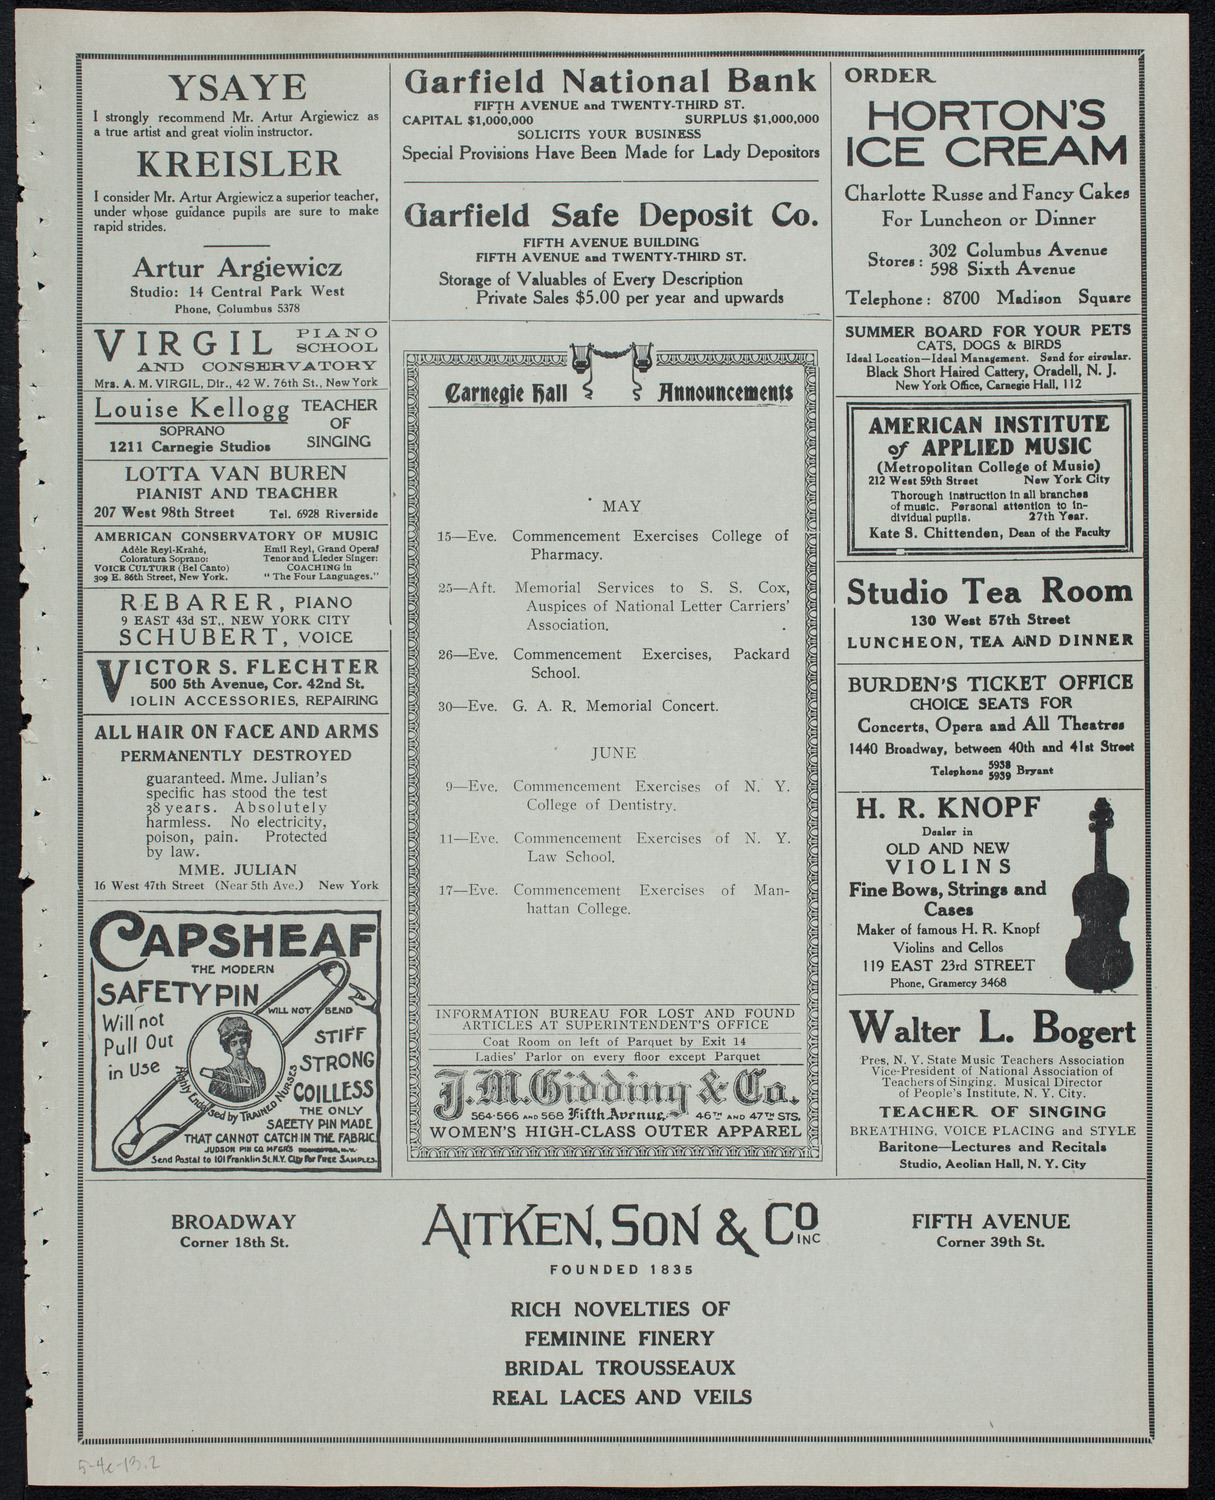 YSAYE
I strongly recommend Mr. Artur Argiewicz as
a true artist and great violin instructor.
KREISLER
I consider Mr. Artur Argiewicz a superior teacher,
under whose guidance pupils are sure to make
rapid strides.
Artur Argiewicz
Studio: 14 Central Park West
Phone, Columbus 5378
VIRGIL PIANO SCHOOL
AND CONSERVATORY
Mrs. A. M. VIRGIL, Dir., 42 W. 76th St., New York
Louise Kellogg
SOPRANO
1211 Carnegie Studios
TEACHER
OF
SINGING
LOTTA VAN BUREN
PIANIST AND TEACHER
207 West 98th Street Tel. 6928 Riverside
AMERICAN CONSERVATORY OF MUSIC
Adèle Reyl-Krahé,
Coloratura Soprano:
VOICE CULTURE (Bel Canto)
309 E. 86th Street, New York.
Emil Reyl, Grand Opera
Tenor and Lieder Singer:
COACHING in
"The Four Languages."
REBARER, PIANO
9 EAST 43d ST., NEW YORK CITY
SCHUBERT, VOICE
VICTOR S. FLECHTER
500 5th Avenue, Cor. 42nd St.
VIOLIN ACCESSORIES, REPAIRING
ALL HAIR ON FACE AND ARMS
PERMANENTLY DESTROYED
guaranteed. Mme. Julian's
specific has stood the test
38 years. Absolutely
harmless. No electricity,
poison, pain. Protected
by law.
MME. JULIAN
16 West 47th Street (Near 5th Ave.) New York
CAPSHEAF
THE MODERN
SAFETY PIN
WILL NOT BEND
Will not
Pull Out
in Use
STIFF
STRONG
COILLESS
Highly Endorsed by TRAINED NURSES
THE ONLY
SAFETY PIN MADE
THAT CANNOT CATCH IN THE FABRIC.
JUDSON PIN CO. MFGRS ROCHESTER, N.Y.
Send Postal to 101 Franklin St. N.Y. City For FREE SAMPLES.
Garfield National Bank
FIFTH AVENUE and TWENTY-THIRD ST.
CAPITAL $1,000,000 SURPLUS $1,000,000
SOLICITS YOUR BUSINESS
Special Provisions Have Been Made for Lady Depositors
Garfield Safe Deposit Co.
FIFTH AVENUE BUILDING
FIFTH AVENUE and TWENTY-THIRD ST.
Storage of Valuables of Every Description
Private Sales $5.00 per year and upwards
Carnegie Hall Announcements
MAY
15—Eve. Commencement Exercises College of
Pharmacy.
25—Aft. Memorial Services to S. S. Cox,
Auspices of National Letter Carriers'
Association.
26—Eve. Commencement Exercises, Packard
School.
30—Eve. G. A. R. Memorial Concert.
JUNE
9—Eve. Commencement Exercises of N. Y.
College of Dentistry.
11—Eve. Commencement Exercises of N. Y.
Law School.
17—Eve. Commencement Exercises of Man-
hattan College.
INFORMATION BUREAU FOR LOST AND FOUND
ARTICLES AT SUPERINTENDENT'S OFFICE
Coat Room on left of Parquet by Exit 14
Ladies' Parlor on every floor except Parquet
J. M. Gidding & Co.
564-566 AND 568 Fifth Avenue, 46TH AND 47TH STS.
WOMEN'S HIGH-CLASS OUTER APPAREL
ORDER
HORTON'S
ICE CREAM
Charlotte Russe and Fancy Cakes
For Luncheon or Dinner
Stores: 302 Columbus Avenue
598 Sixth Avenue
Telephone: 8700 Madison Square
SUMMER BOARD FOR YOUR PETS
CATS, DOGS & BIRDS
Ideal Location—Ideal Management. Send for circular.
Black Short Haired Cattery, Oradell, N. J.
New York Office, Carnegie Hall, 112
AMERICAN INSTITUTE
of APPLIED MUSIC
(Metropolitan College of Music)
212 West 59th Street New York City
Thorough instruction in all branches
of music. Personal attention to in-
dividual pupils. 27th Year.
Kate S. Chittenden, Dean of the Faculty
Studio Tea Room
130 West 57th Street
LUNCHEON, TEA AND DINNER
BURDEN'S TICKET OFFICE
CHOICE SEATS FOR
Concerts, Opera and All Theatres
1440 Broadway, between 40th and 41st Street
Telephone 5938 5939 Bryant
H. R. KNOPF
Dealer in
OLD AND NEW
VIOLINS
Fine Bows, Strings and
Cases
Maker of famous H. R. Knopf
Violins and Cellos
119 EAST 23rd STREET
Phone, Gramercy 3468
Walter L. Bogert
Pres. N. Y. State Music Teachers Association
Vice-President of National Association of
Teachers of Singing. Musical Director
of People's Institute, N. Y. City.
TEACHER OF SINGING
BREATHING, VOICE PLACING and STYLE
Baritone—Lectures and Recitals
Studio, Aeolian Hall, N. Y. City
BROADWAY
Corner 18th St.
AITKEN, SON & CO INC
FOUNDED 1835
FIFTH AVENUE
Corner 39th St.
RICH NOVELTIES OF
FEMININE FINERY
BRIDAL TROUSSEAUX
REAL LACES AND VEILS
5-4e-13.2